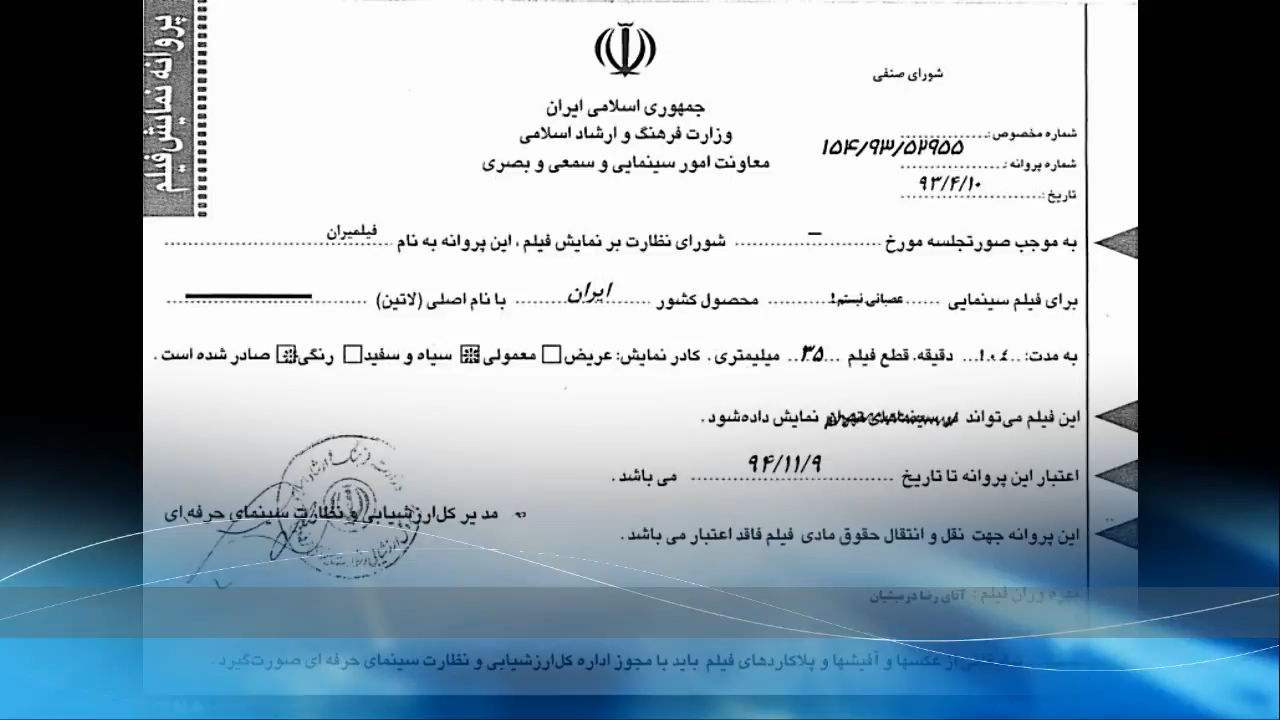 پروانه نمایش فیلم
شورای صنفی
جمهوری اسلامی ایران
وزارت فرهنگ و ارشاد اسلامی
معاونت امور سینمایی و سمعی و بصری
شماره مخصوص:
۱۵۴/۹۳/۵۲۹۵۵
شماره پروانه:
تاریخ: ۹۳/۴/۱۰
به موجب صورتجلسه مورخ – شورای نظارت بر نمایش فیلم ، این پروانه به نام فیلمیران
برای فیلم سینمایی عصبانی نیستم! محصول کشور ایران با نام اصلی (لاتین)
به مدت: ۱۰۴ دقیقه. قطع فیلم ۳۵ میلیمتری . کادر نمایش: عریض معمولی سیاه و سفید رنگی صادر شده است .
این فیلم می‌تواند نمایش داده‌شود .
اعتبار این پروانه تا تاریخ ۹۴/۱۱/۹ می باشد .
مدیر کل‌ارزشیابی و نظارت سینمای حرفه ای
این پروانه جهت نقل و انتقال حقوق مادی فیلم فاقد اعتبار می باشد .
بهره وران فیلم : آقای رضا درمیشیان
از عکسها و آفیشها و پلاکاردهای فیلم باید با مجوز اداره کل‌ارزشیابی و نظارت سینمای حرفه ای صورت‌گیرد .